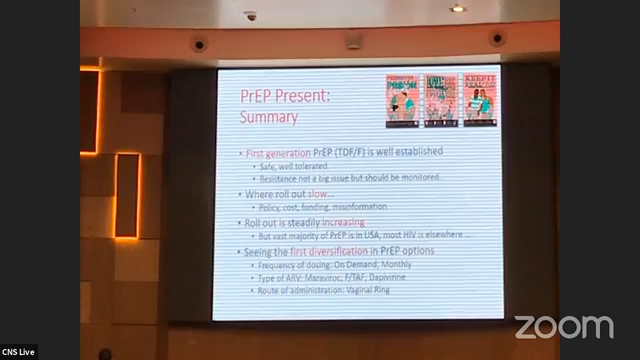 PrEP Present:
Summary
• First generation PrEP (TDF/F) is well established
• Safe, well tolerated.
• Resistance not a big issue but should be monitored.
• Where roll out slow…
• Policy, cost, funding, misinformation
• Roll out is steadily increasing
• But vast majority of PrEP is in USA, most HIV is elsewhere…
• Seeing the first diversification in PrEP options
• Frequency of dosing: On Demand, Monthly
• Type of ARV: Maraviroc, F/TAF; Dapivirine
• Route of administration: Vaginal Ring
zoom
CNS Live